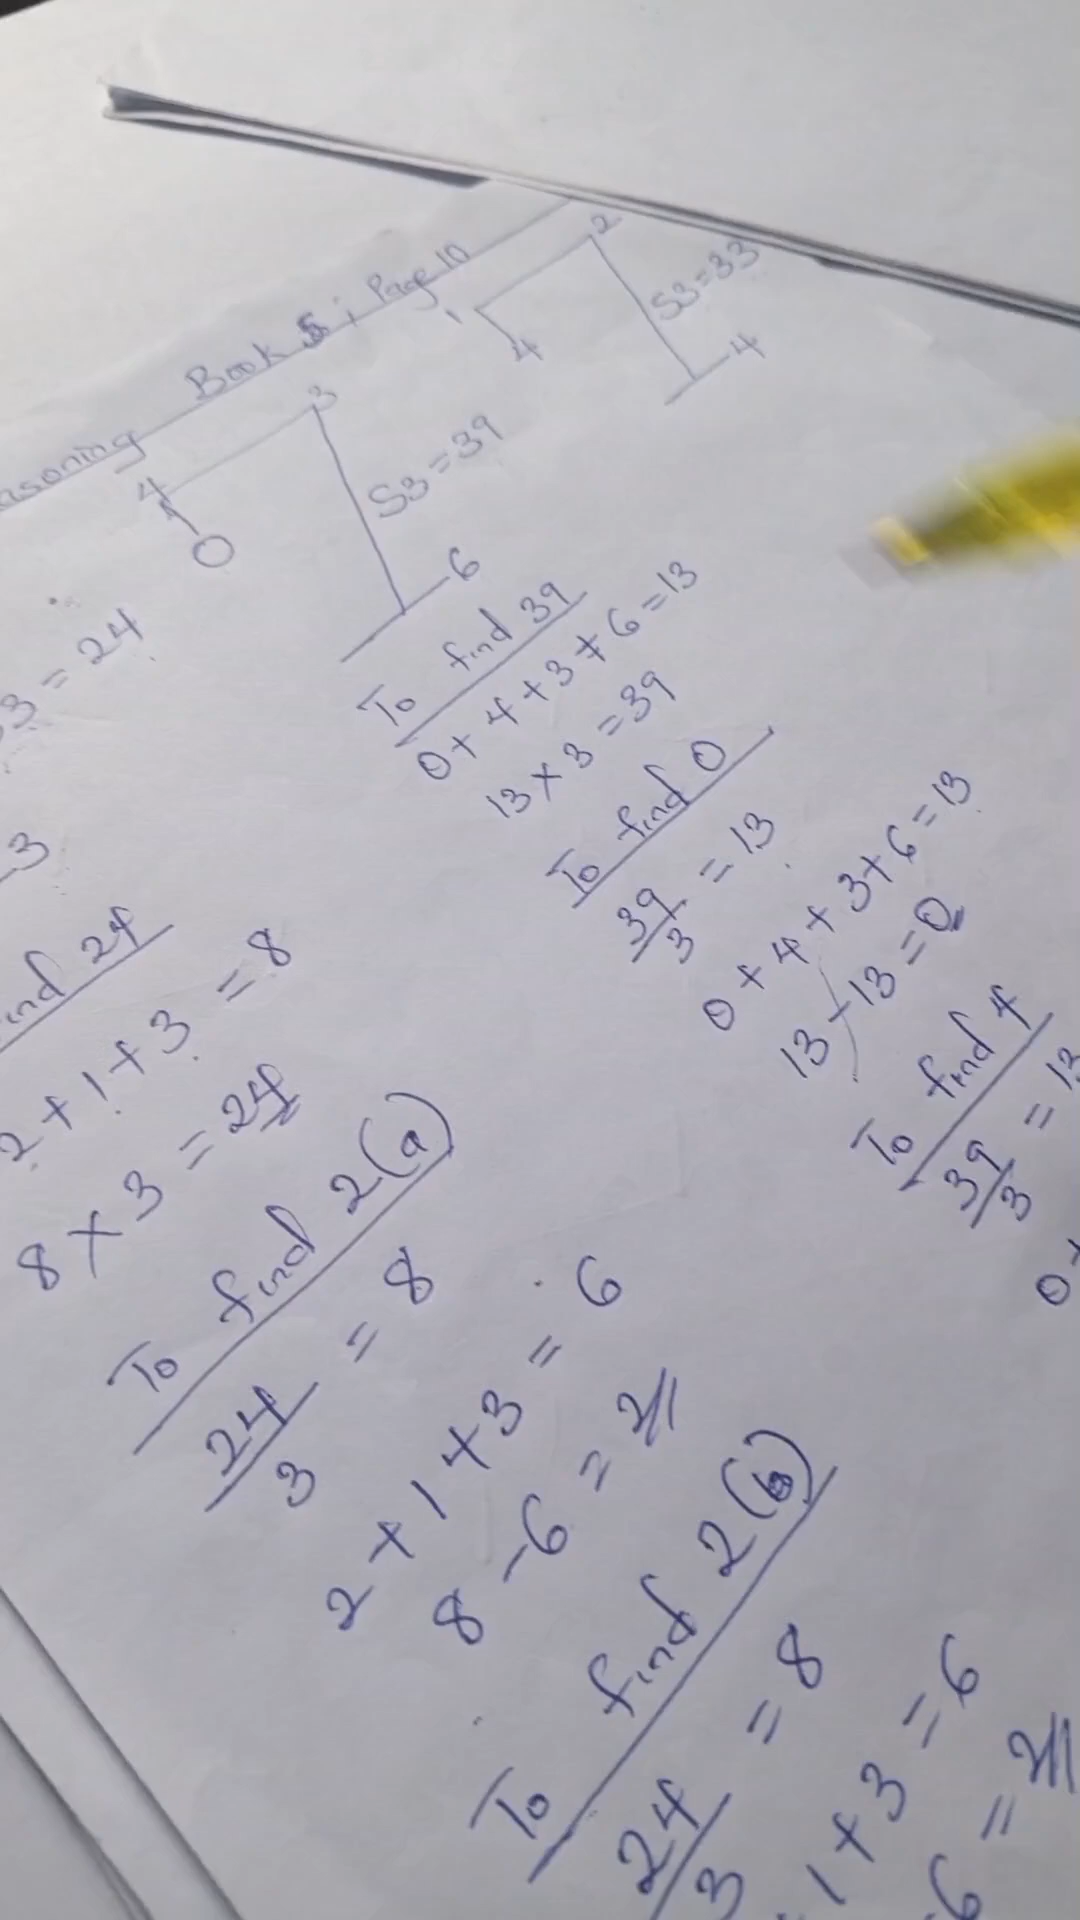 asoning Book 5; Page 10
4 3
0
S3=39
6
1 2
4
S3=33
4
3=24
3
ind 24
2+1+3=8
8×3=24
To find 2(a)
24/3=8
2+1+3=6
8-6=2
To find 2(b)
24/3=8
1+3=6
6=2
To find 39
0+4+3+6=13
13×3=39
To find 0
39/3=13
0+4+3+6=13
13-13=0
To find 4
39/3=13
0+